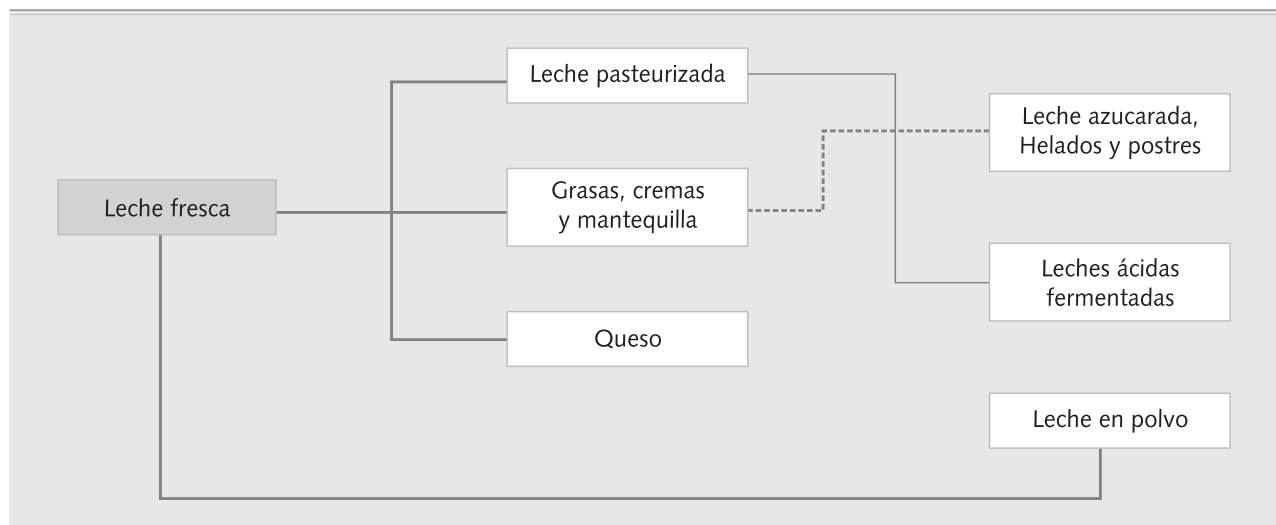 Leche fresca
Leche pasteurizada
Grasas, cremas
y mantequilla
Queso
Leche azucarada,
Helados y postres
Leches ácidas
fermentadas
Leche en polvo